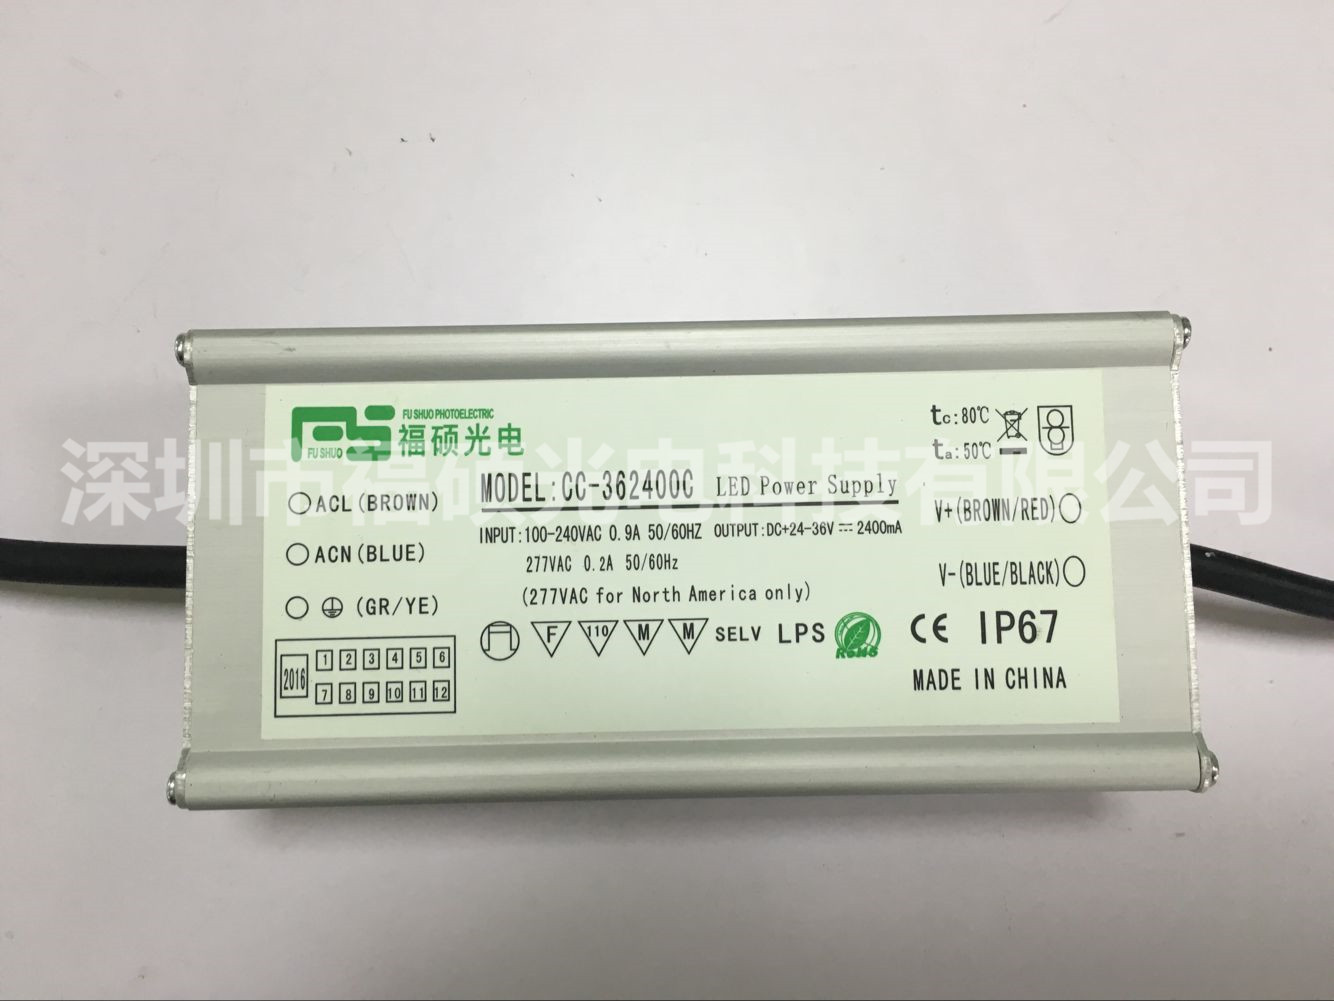 深圳市福硕光电科技有限公司
FU SHUO PHOTOELECTRIC
福硕光电
FU SHUO
MODEL:CC-362400C LED Power Supply
INPUT:100-240VAC 0.9A 50/60HZ OUTPUT:DC+24-36V 2400mA
277VAC 0.2A 50/60Hz
(277VAC for North America only)
ACL(BROWN)
ACN(BLUE)
(GR/YE)
2016 1 2 3 4 5 6
7 8 9 10 11 12
F 110 M M SELV LPS
ROHS
tc:80℃
ta:50℃
V+(BROWN/RED)
V-(BLUE/BLACK)
CE IP67
MADE IN CHINA